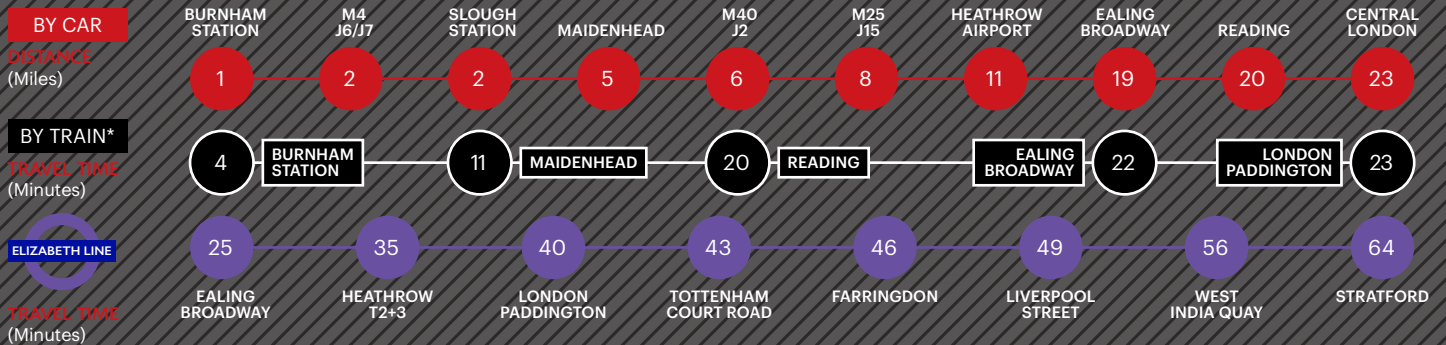 BY CAR
DISTANCE
(Miles)
BURNHAM
STATION
1
M4
J6/J7
2
SLOUGH
STATION
2
MAIDENHEAD
5
M40
J2
6
M25
J15
8
HEATHROW
AIRPORT
11
EALING
BROADWAY
19
READING
20
CENTRAL
LONDON
23
BY TRAIN*
TRAVEL TIME
(Minutes)
4
BURNHAM
STATION
11
MAIDENHEAD
20
READING
EALING
BROADWAY
22
LONDON
PADDINGTON
23
ELIZABETH LINE
TRAVEL TIME
(Minutes)
25
EALING
BROADWAY
35
HEATHROW
T2+3
40
LONDON
PADDINGTON
43
TOTTENHAM
COURT ROAD
46
FARRINGDON
49
LIVERPOOL
STREET
56
WEST
INDIA QUAY
64
STRATFORD